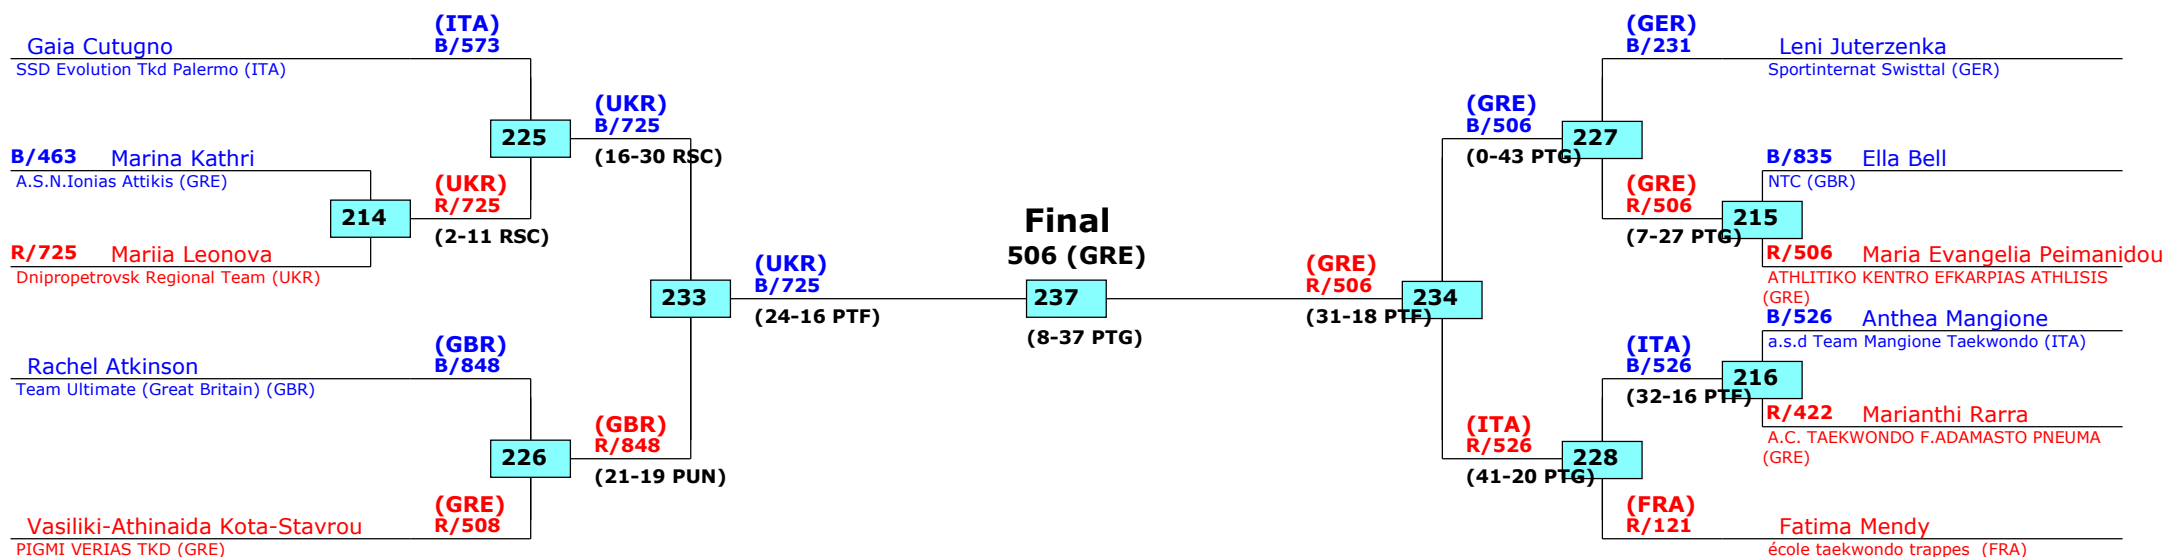 (ITA)
Gaia Cutugno B/573
SSD Evolution Tkd Palermo (ITA)
(UKR)
B/725
225
(16-30 RSC)
B/463 Marina Kathri
A.S.N.Ionias Attikis (GRE)
(UKR)
R/725
214
(2-11 RSC)
R/725 Mariia Leonova
Dnipropetrovsk Regional Team (UKR)
(UKR)
B/725
233
(24-16 PTF)
(GBR)
Rachel Atkinson B/848
Team Ultimate (Great Britain) (GBR)
(GBR)
R/848
226
(21-19 PUN)
(GRE)
Vasiliki-Athinaida Kota-Stavrou R/508
PIGMI VERIAS TKD (GRE)
Final
506 (GRE)
237
(8-37 PTG)
(GER)
B/231 Leni Juterzenka
Sportinternat Swisttal (GER)
(GRE)
B/506
227
(0-43 PTG)
B/835 Ella Bell
NTC (GBR)
(GRE)
R/506
215
(7-27 PTG)
R/506 Maria Evangelia Peimanidou
ATHLITIKO KENTRO EFKARPIAS ATHLISIS
(GRE)
(GRE)
R/506
234
(31-18 PTF)
B/526 Anthea Mangione
a.s.d Team Mangione Taekwondo (ITA)
(ITA)
B/526
216
(32-16 PTF)
R/422 Marianthi Rarra
A.C. TAEKWONDO F.ADAMASTO PNEUMA
(GRE)
(ITA)
R/526
228
(41-20 PTG)
(FRA)
R/121 Fatima Mendy
école taekwondo trappes (FRA)